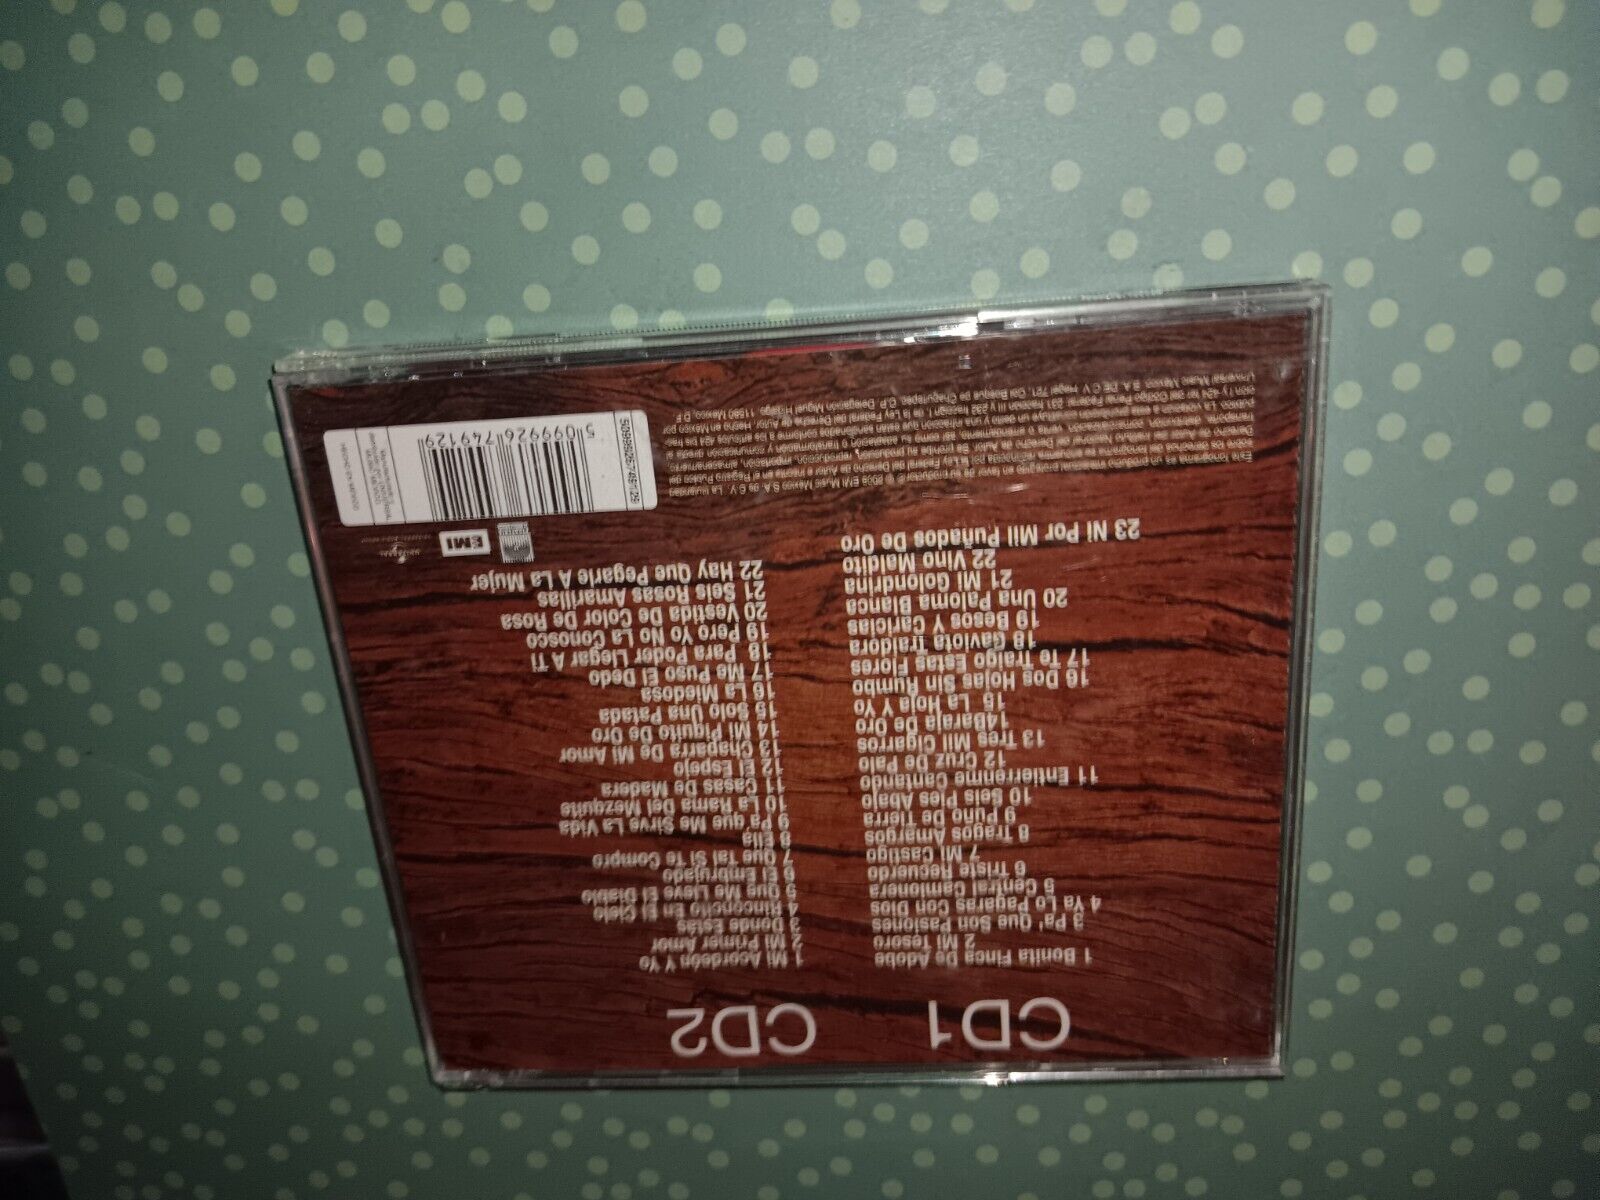 CD1
1 Bonita Finca De Adobe
2 Mi Tesoro
3 Pa' Que Son Pasiones
4 Ya Lo Pagaras Con Dios
5 Central Camionera
6 Triste Recuerdo
7 Mi Castigo
8 Tragos Amargos
9 Puño De Tierra
10 Seis Pies Abajo
11 Entierrenme Cantando
12 Cruz De Palo
13 Tres Mil Cigarros
14Baraja De Oro
15 La Hoja Y Yo
16 Dos Hojas Sin Rumbo
17 Te Traigo Estas Flores
18 Gaviota Traidora
19 Besos Y Caricias
20 Una Paloma Blanca
21 Mi Golondrina
22 Vino Maldito
23 Ni Por Mil Puñados De Oro
CD2
1 Mi Acordeón Y Yo
2 Mi Primer Amor
3 Donde Estas
4 Rinconcito En El Cielo
5 Que Me Lleve El Diablo
6 El Embrujado
7 Que Tal Si Te Compro
8 Ella
9 Pa'que Me Sirve La Vida
10 La Rama Del Mezquite
11 Casas De Madera
12 El Espejo
13 Chaparra De Mi Amor
14 Mi Piquito De Oro
15 Solo Una Patada
16 La Miedosa
17 Me Puso El Dedo
18 Para Poder Llegar A Ti
19 Pero Yo No La Conosco
20 Vestida De Color De Rosa
21 Seis Rosas Amarillas
22 Hay Que Pegarle A La Mujer
EMI
UNIVERSAL
5099926749129
5 099926 749129